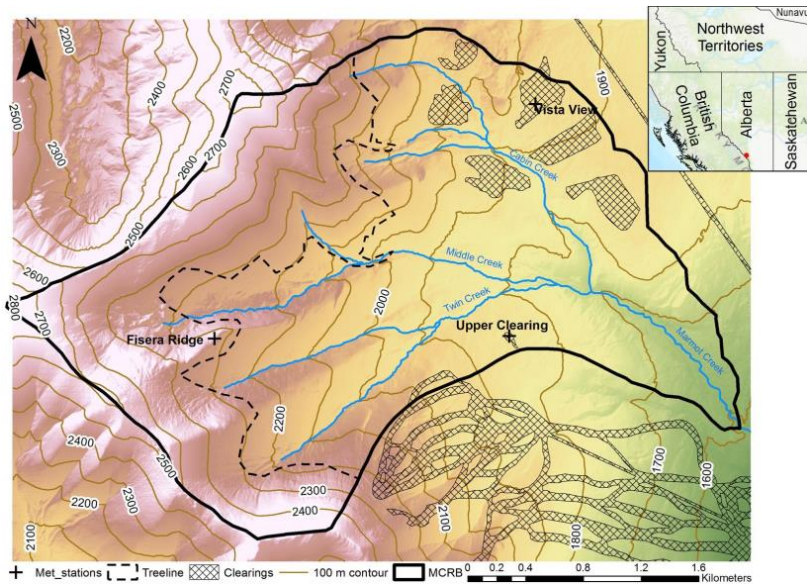 N
2200
2400
2700
2500
2600
2300
2700
2600
2500
2600
2800
2700
2500
1900
Vista View
Cabin Creek
Middle Creek
Twin Creek
2000
Fisera Ridge
Upper Clearing
Marmot Creek
2200
2500
2400
2300
2200
2100
2300
2400
2100
1800
1700
1600
Nunavu
Northwest
Territories
Yukon
British
Columbia
Alberta
Saskatchewan
Met_stations
Treeline
Clearings
100 m contour
MCRB
0 0.2 0.4 0.8 1.2 1.6
Kilometers